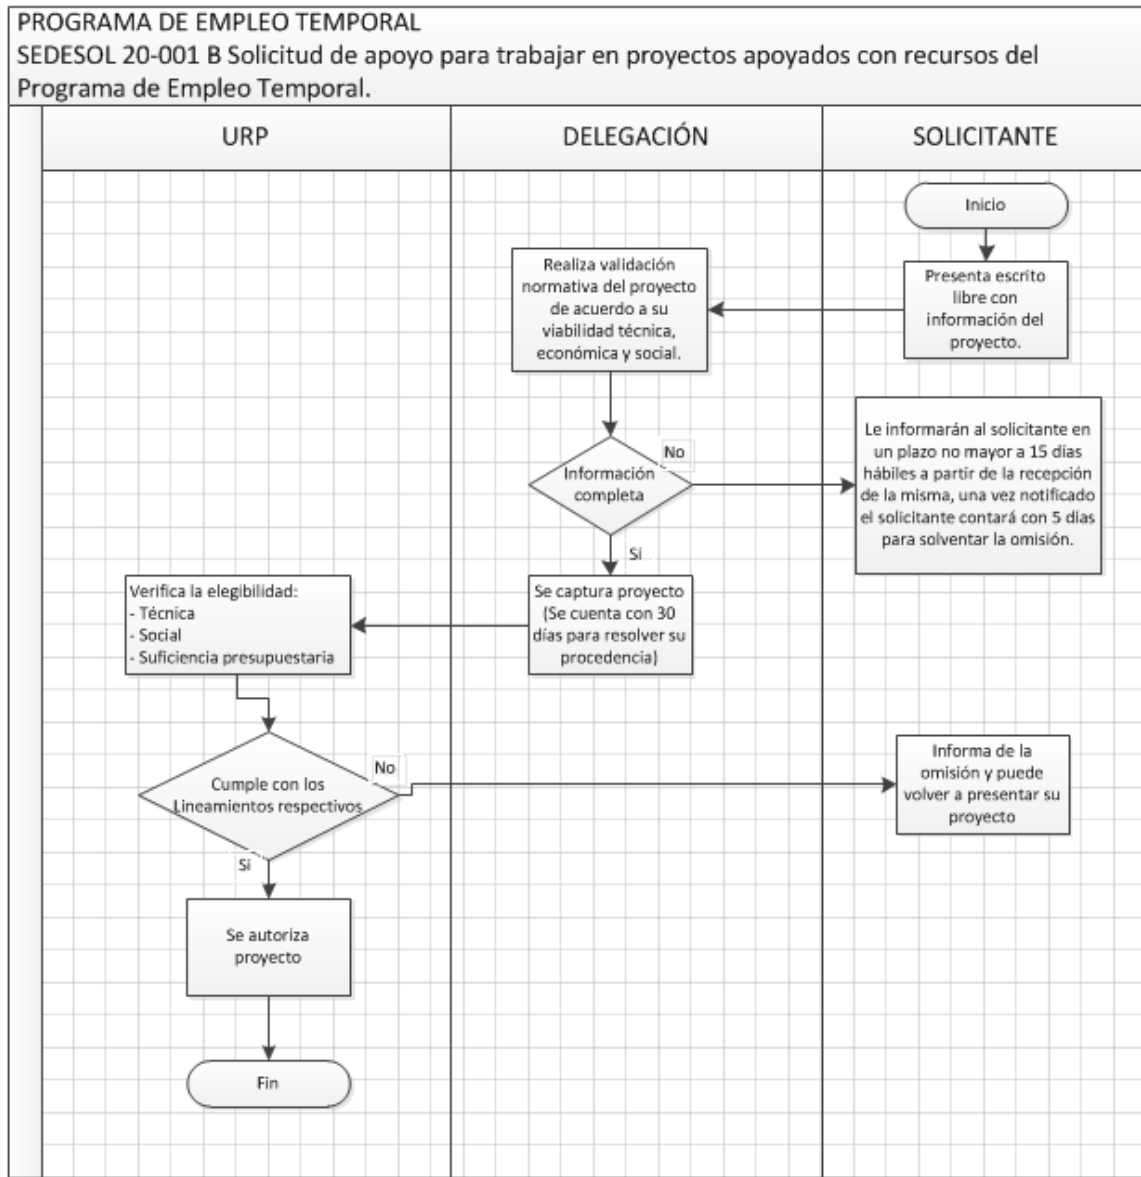 PROGRAMA DE EMPLEO TEMPORAL
SEDESOL 20-001 B Solicitud de apoyo para trabajar en proyectos apoyados con recursos del
Programa de Empleo Temporal.
URP
DELEGACIÓN
SOLICITANTE
Inicio
Presenta escrito
libre con
información del
proyecto.
Realiza validación
normativa del proyecto
de acuerdo a su
viabilidad técnica,
económica y social.
Información
completa
No
Le informarán al solicitante en
un plazo no mayor a 15 días
hábiles a partir de la recepción
de la misma, una vez notificado
el solicitante contará con 5 días
para solventar la omisión.
Si
Se captura proyecto
(Se cuenta con 30
días para resolver su
procedencia)
Verifica la elegibilidad:
- Técnica
- Social
- Suficiencia presupuestaria
Cumple con los
Lineamientos respectivos
No
Informa de la
omisión y puede
volver a presentar su
proyecto
Si
Se autoriza
proyecto
Fin